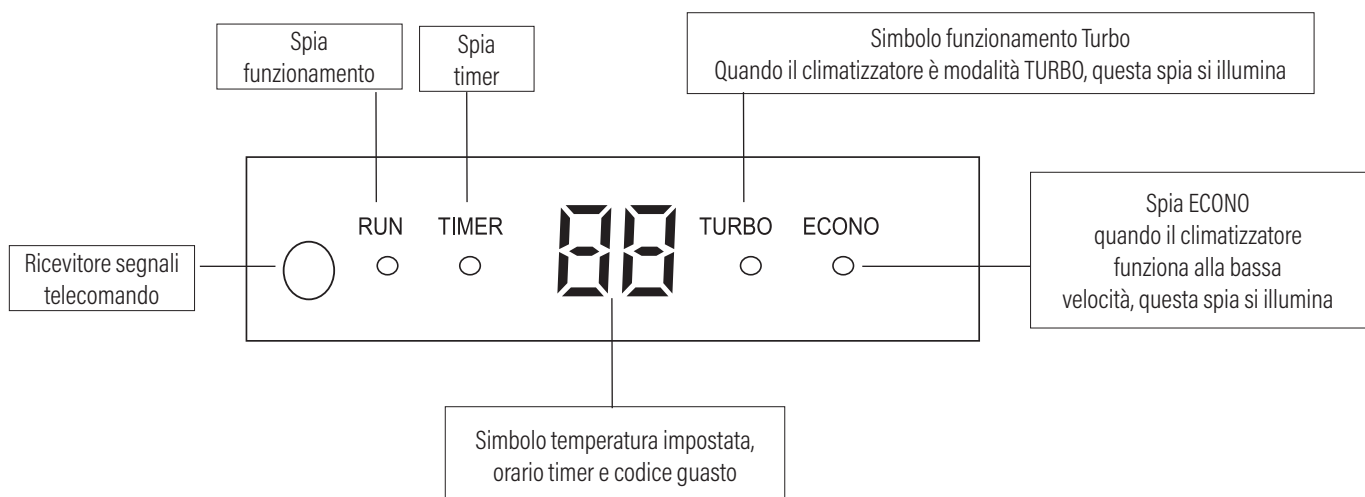 Spia
funzionamento
Spia
timer
Simbolo funzionamento Turbo
Quando il climatizzatore è modalità TURBO, questa spia si illumina
RUN TIMER 88 TURBO ECONO
Ricevitore segnali
telecomando
Spia ECONO
quando il climatizzatore
funziona alla bassa
velocità, questa spia si illumina
Simbolo temperatura impostata,
orario timer e codice guasto